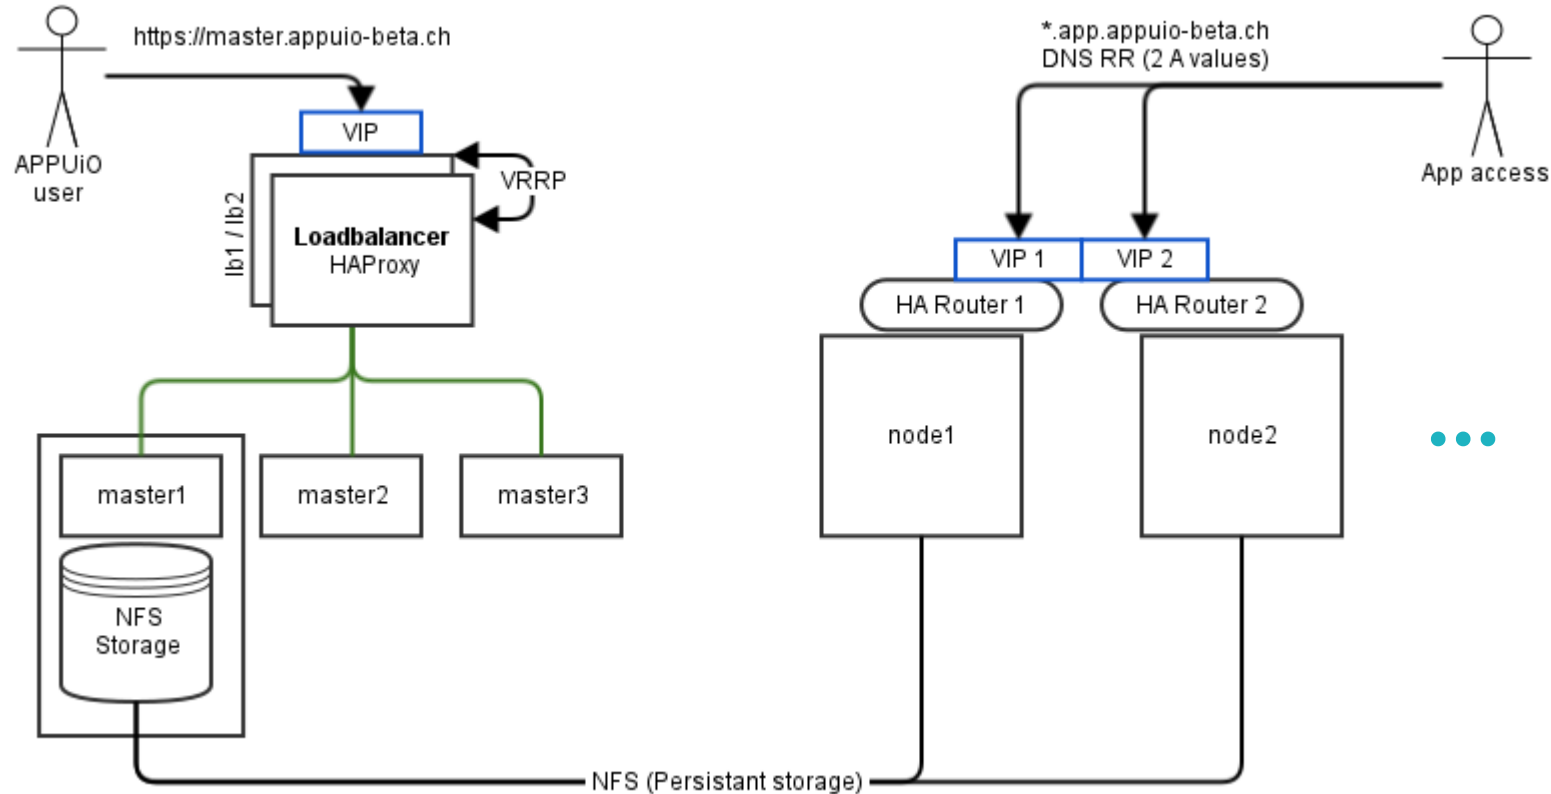 https://master.appuio-beta.ch
*.app.appuio-beta.ch
DNS RR (2 A values)
APPUiO
user
App access
VIP
VRRP
lb1 / lb2
Loadbalancer
HAProxy
VIP 1
VIP 2
HA Router 1
HA Router 2
node1
node2
master1
master2
master3
NFS
Storage
NFS (Persistant storage)